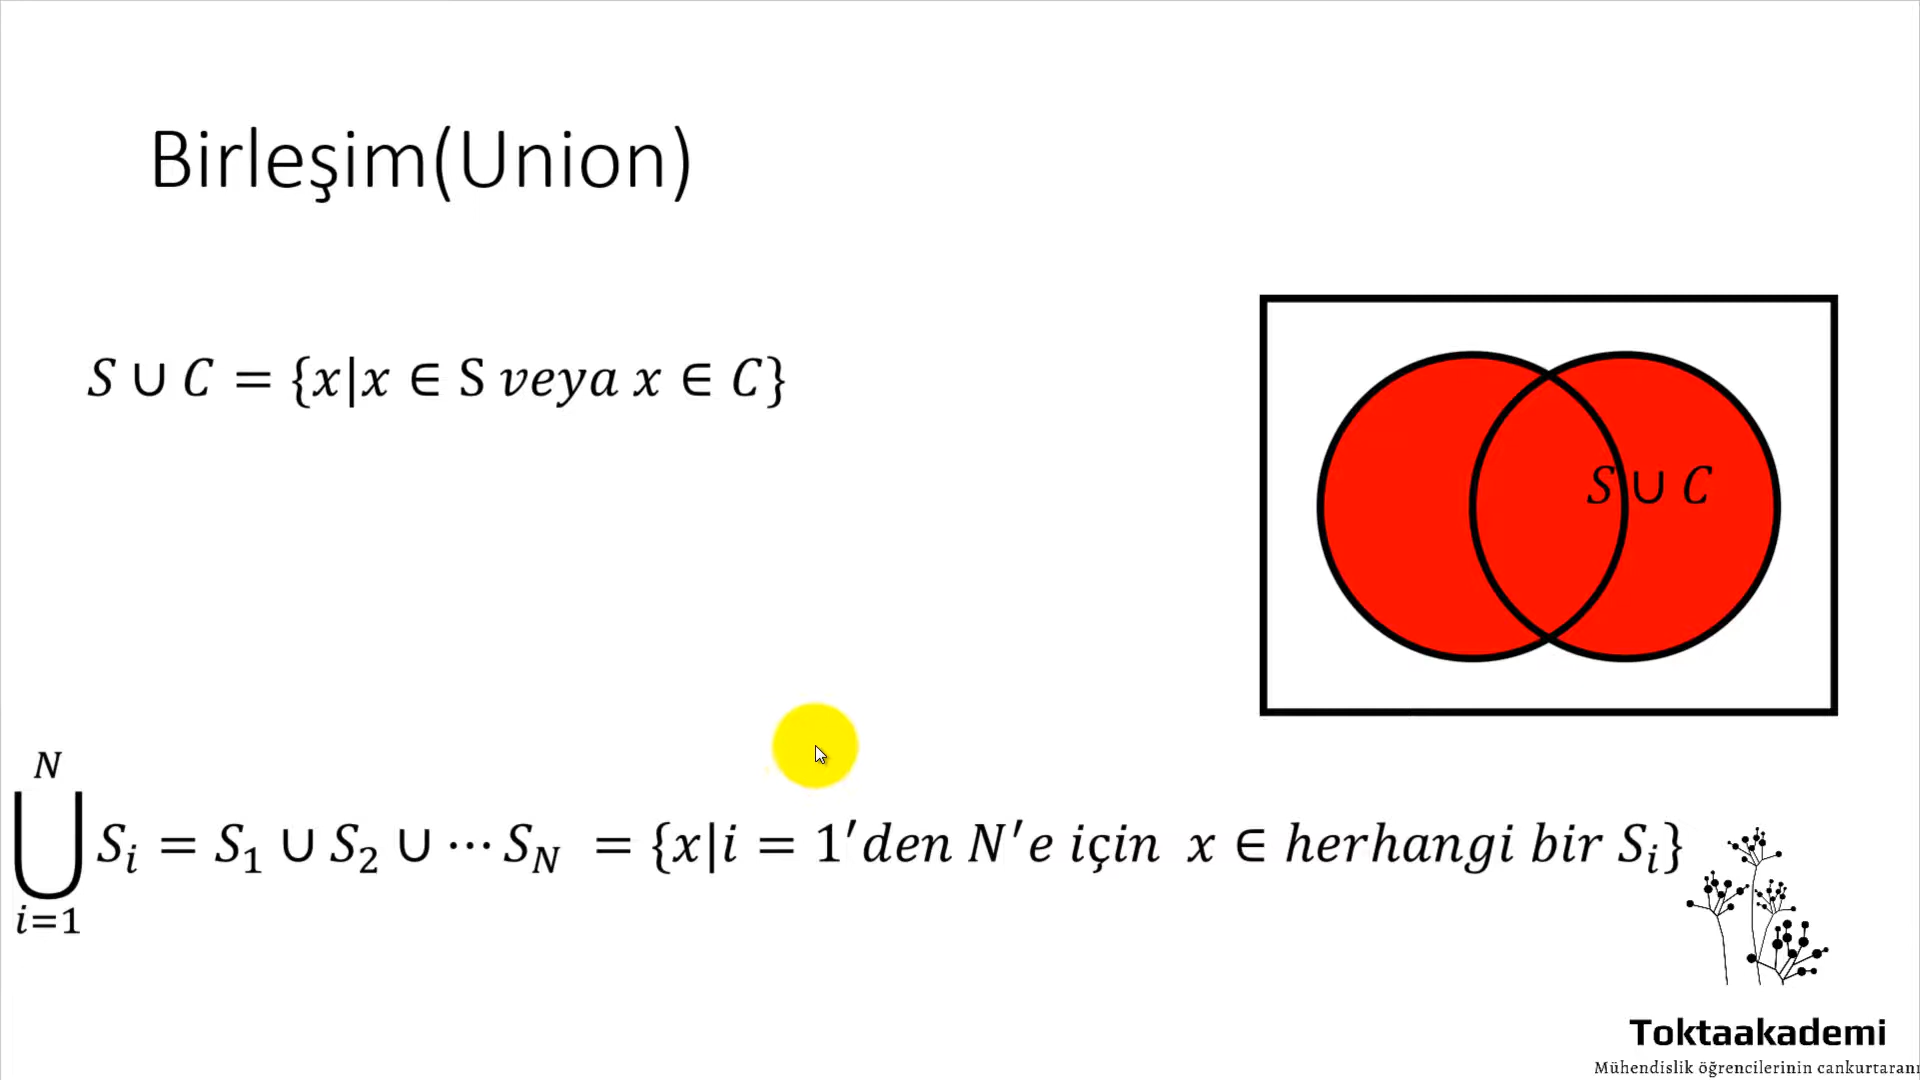 Birleşim(Union)
S ∪ C = {x|x ∈ S veya x ∈ C}
S ∪ C
N
⋃ Sᵢ = S₁ ∪ S₂ ∪ ⋯ S_N = {x|i = 1′den N′e için x ∈ herhangi bir Sᵢ}
i=1
Toktaakademi
Mühendislik öğrencilerinin cankurtaranı